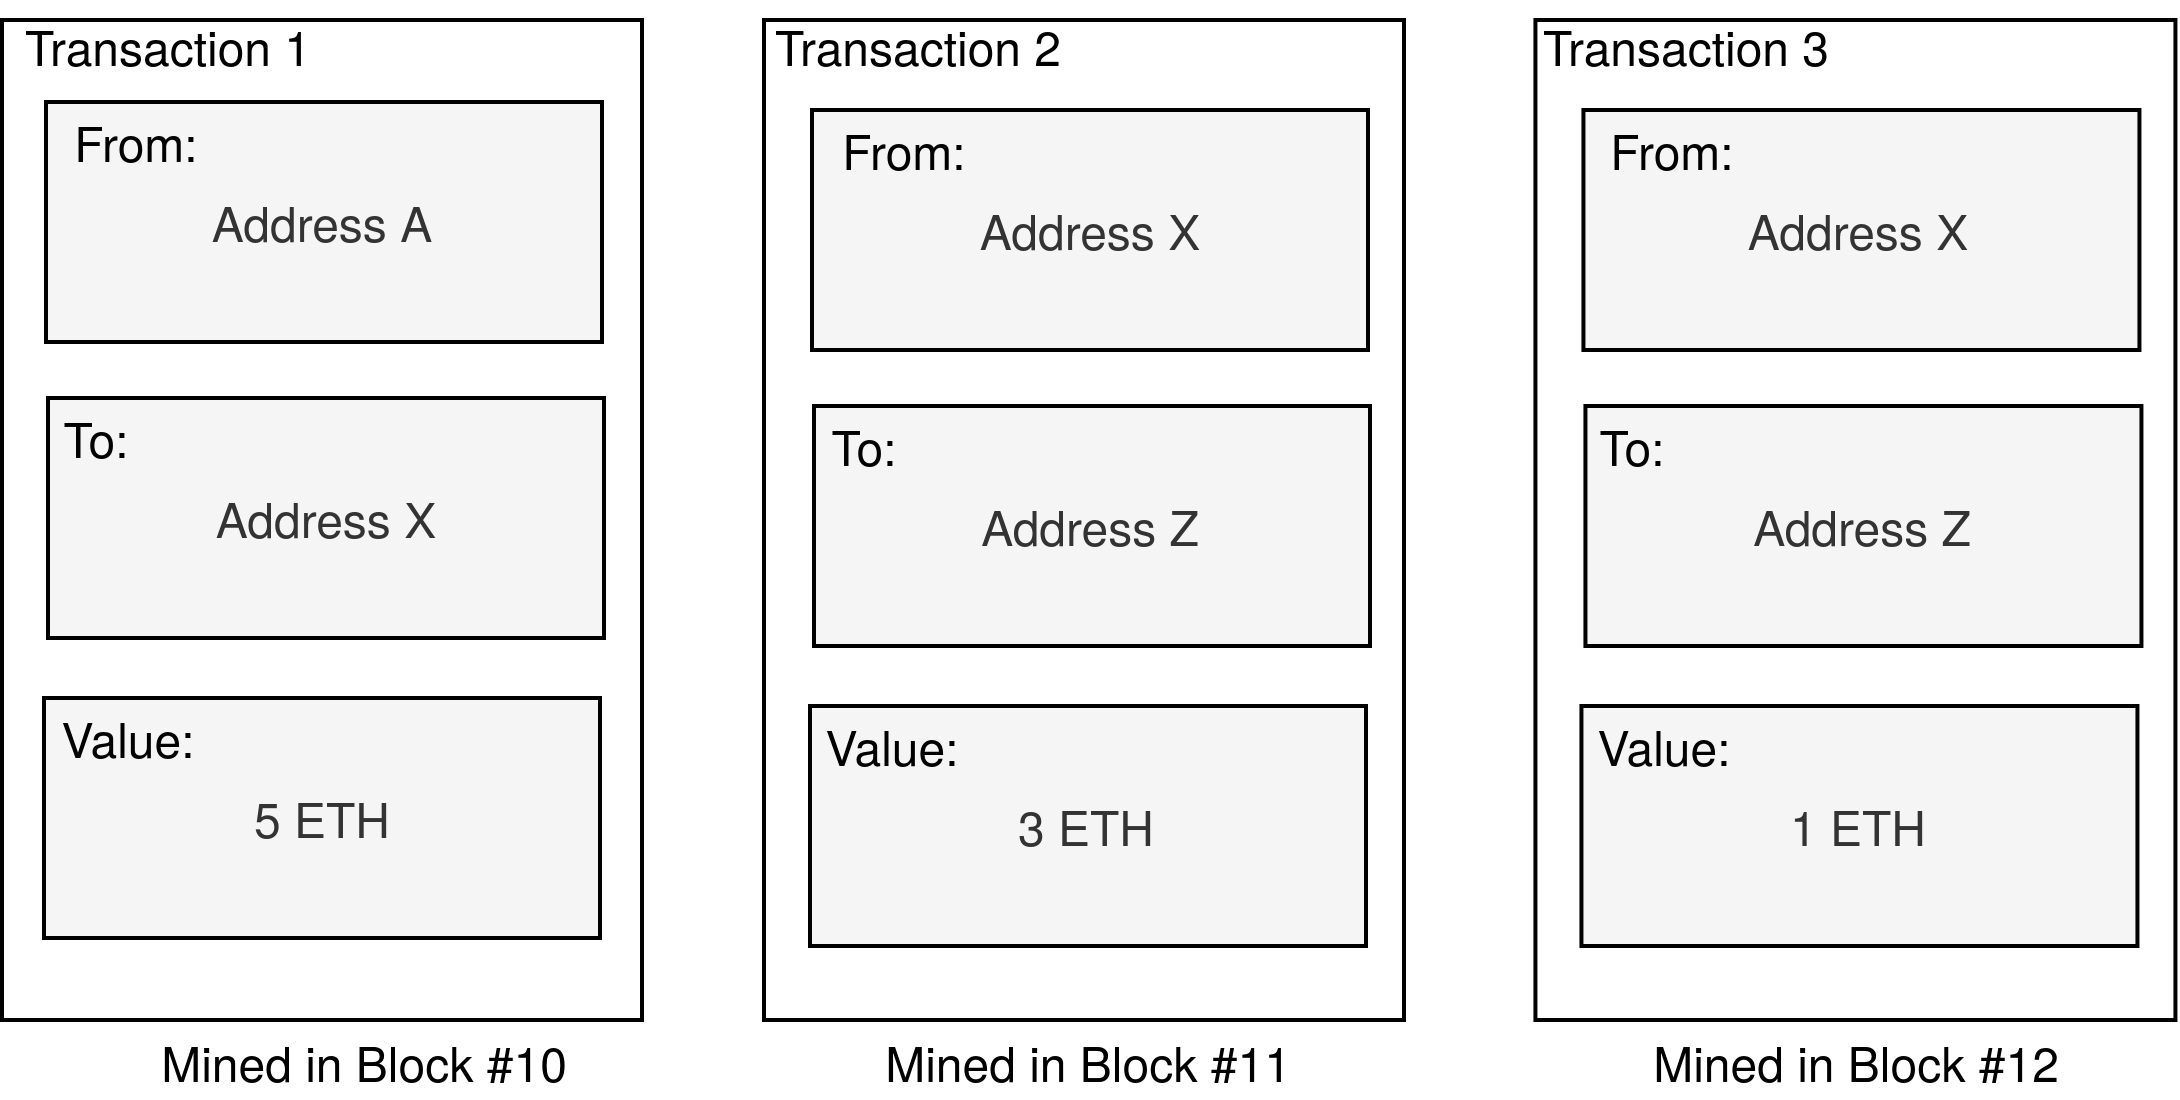 Transaction 1
From:
Address A
To:
Address X
Value:
5 ETH
Mined in Block #10
Transaction 2
From:
Address X
To:
Address Z
Value:
3 ETH
Mined in Block #11
Transaction 3
From:
Address X
To:
Address Z
Value:
1 ETH
Mined in Block #12